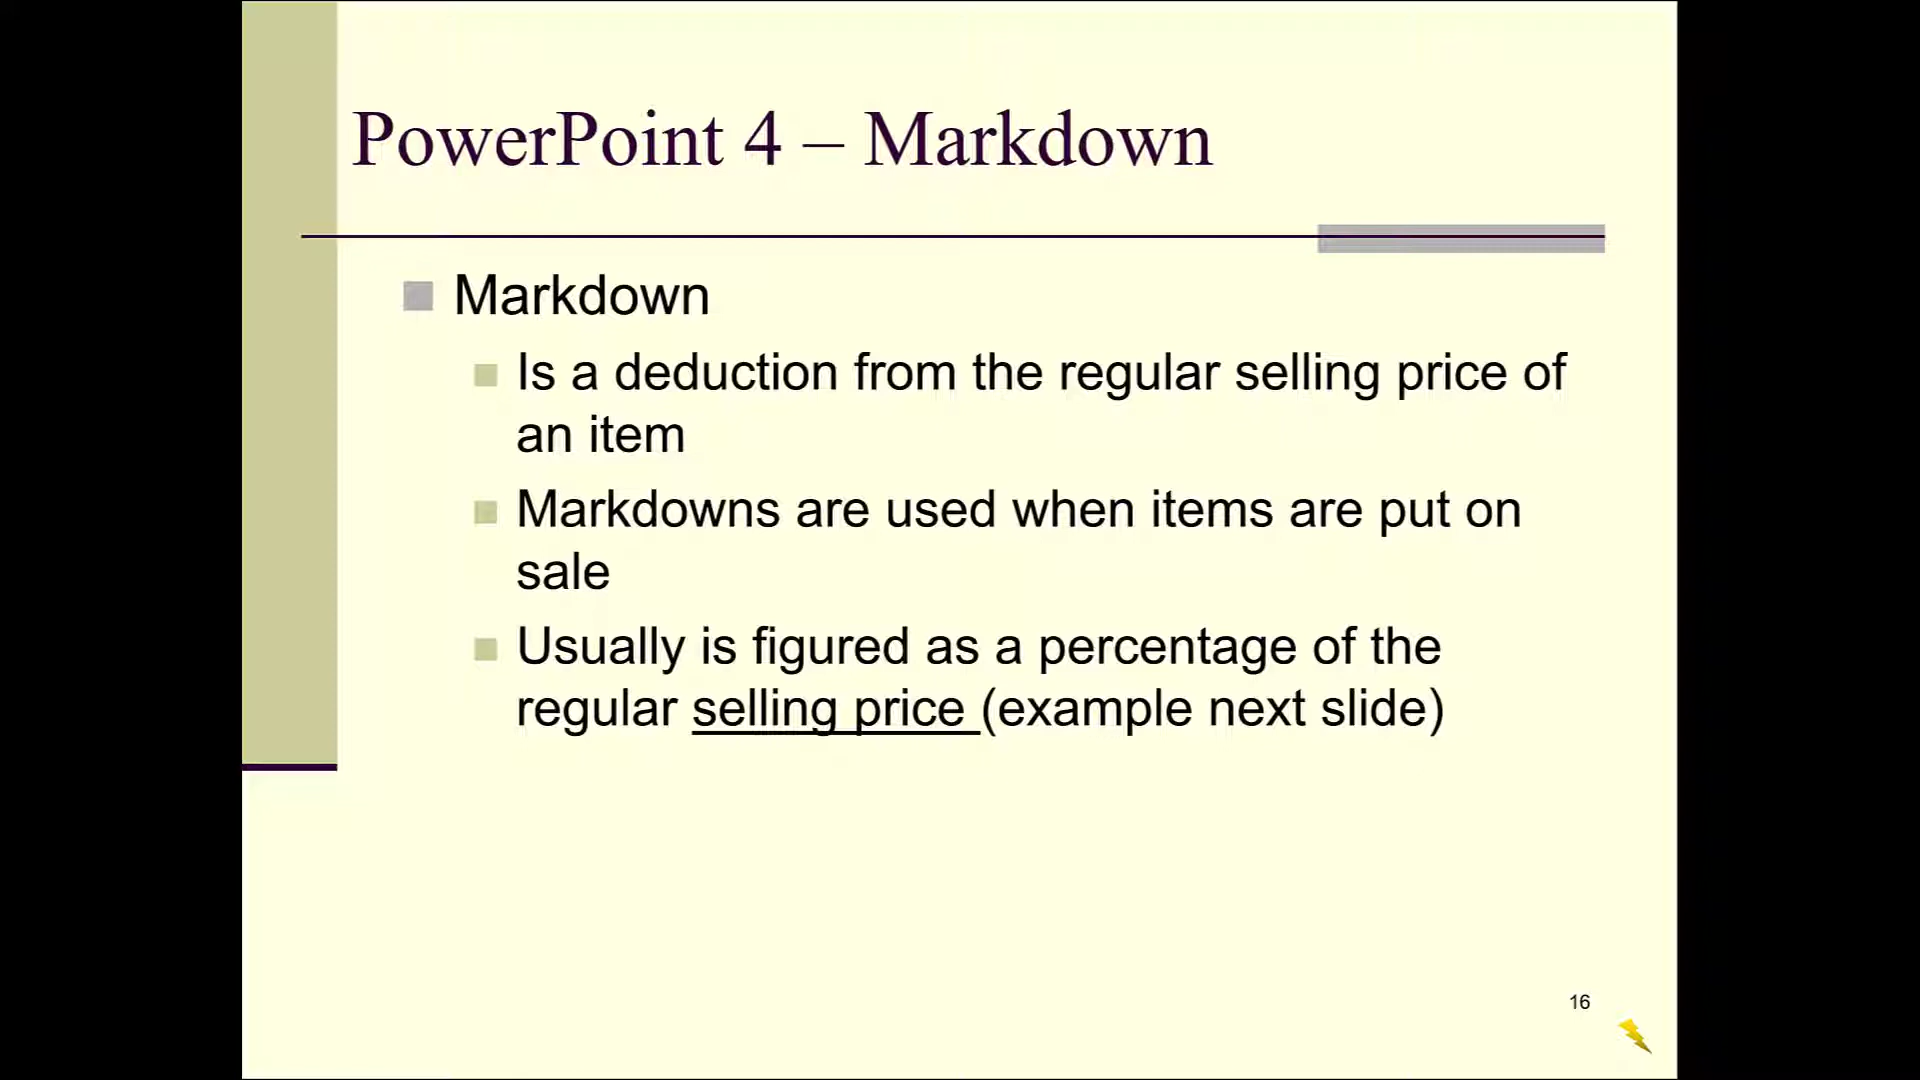 PowerPoint 4 – Markdown
Markdown
Is a deduction from the regular selling price of
an item
Markdowns are used when items are put on
sale
Usually is figured as a percentage of the
regular selling price (example next slide)
16